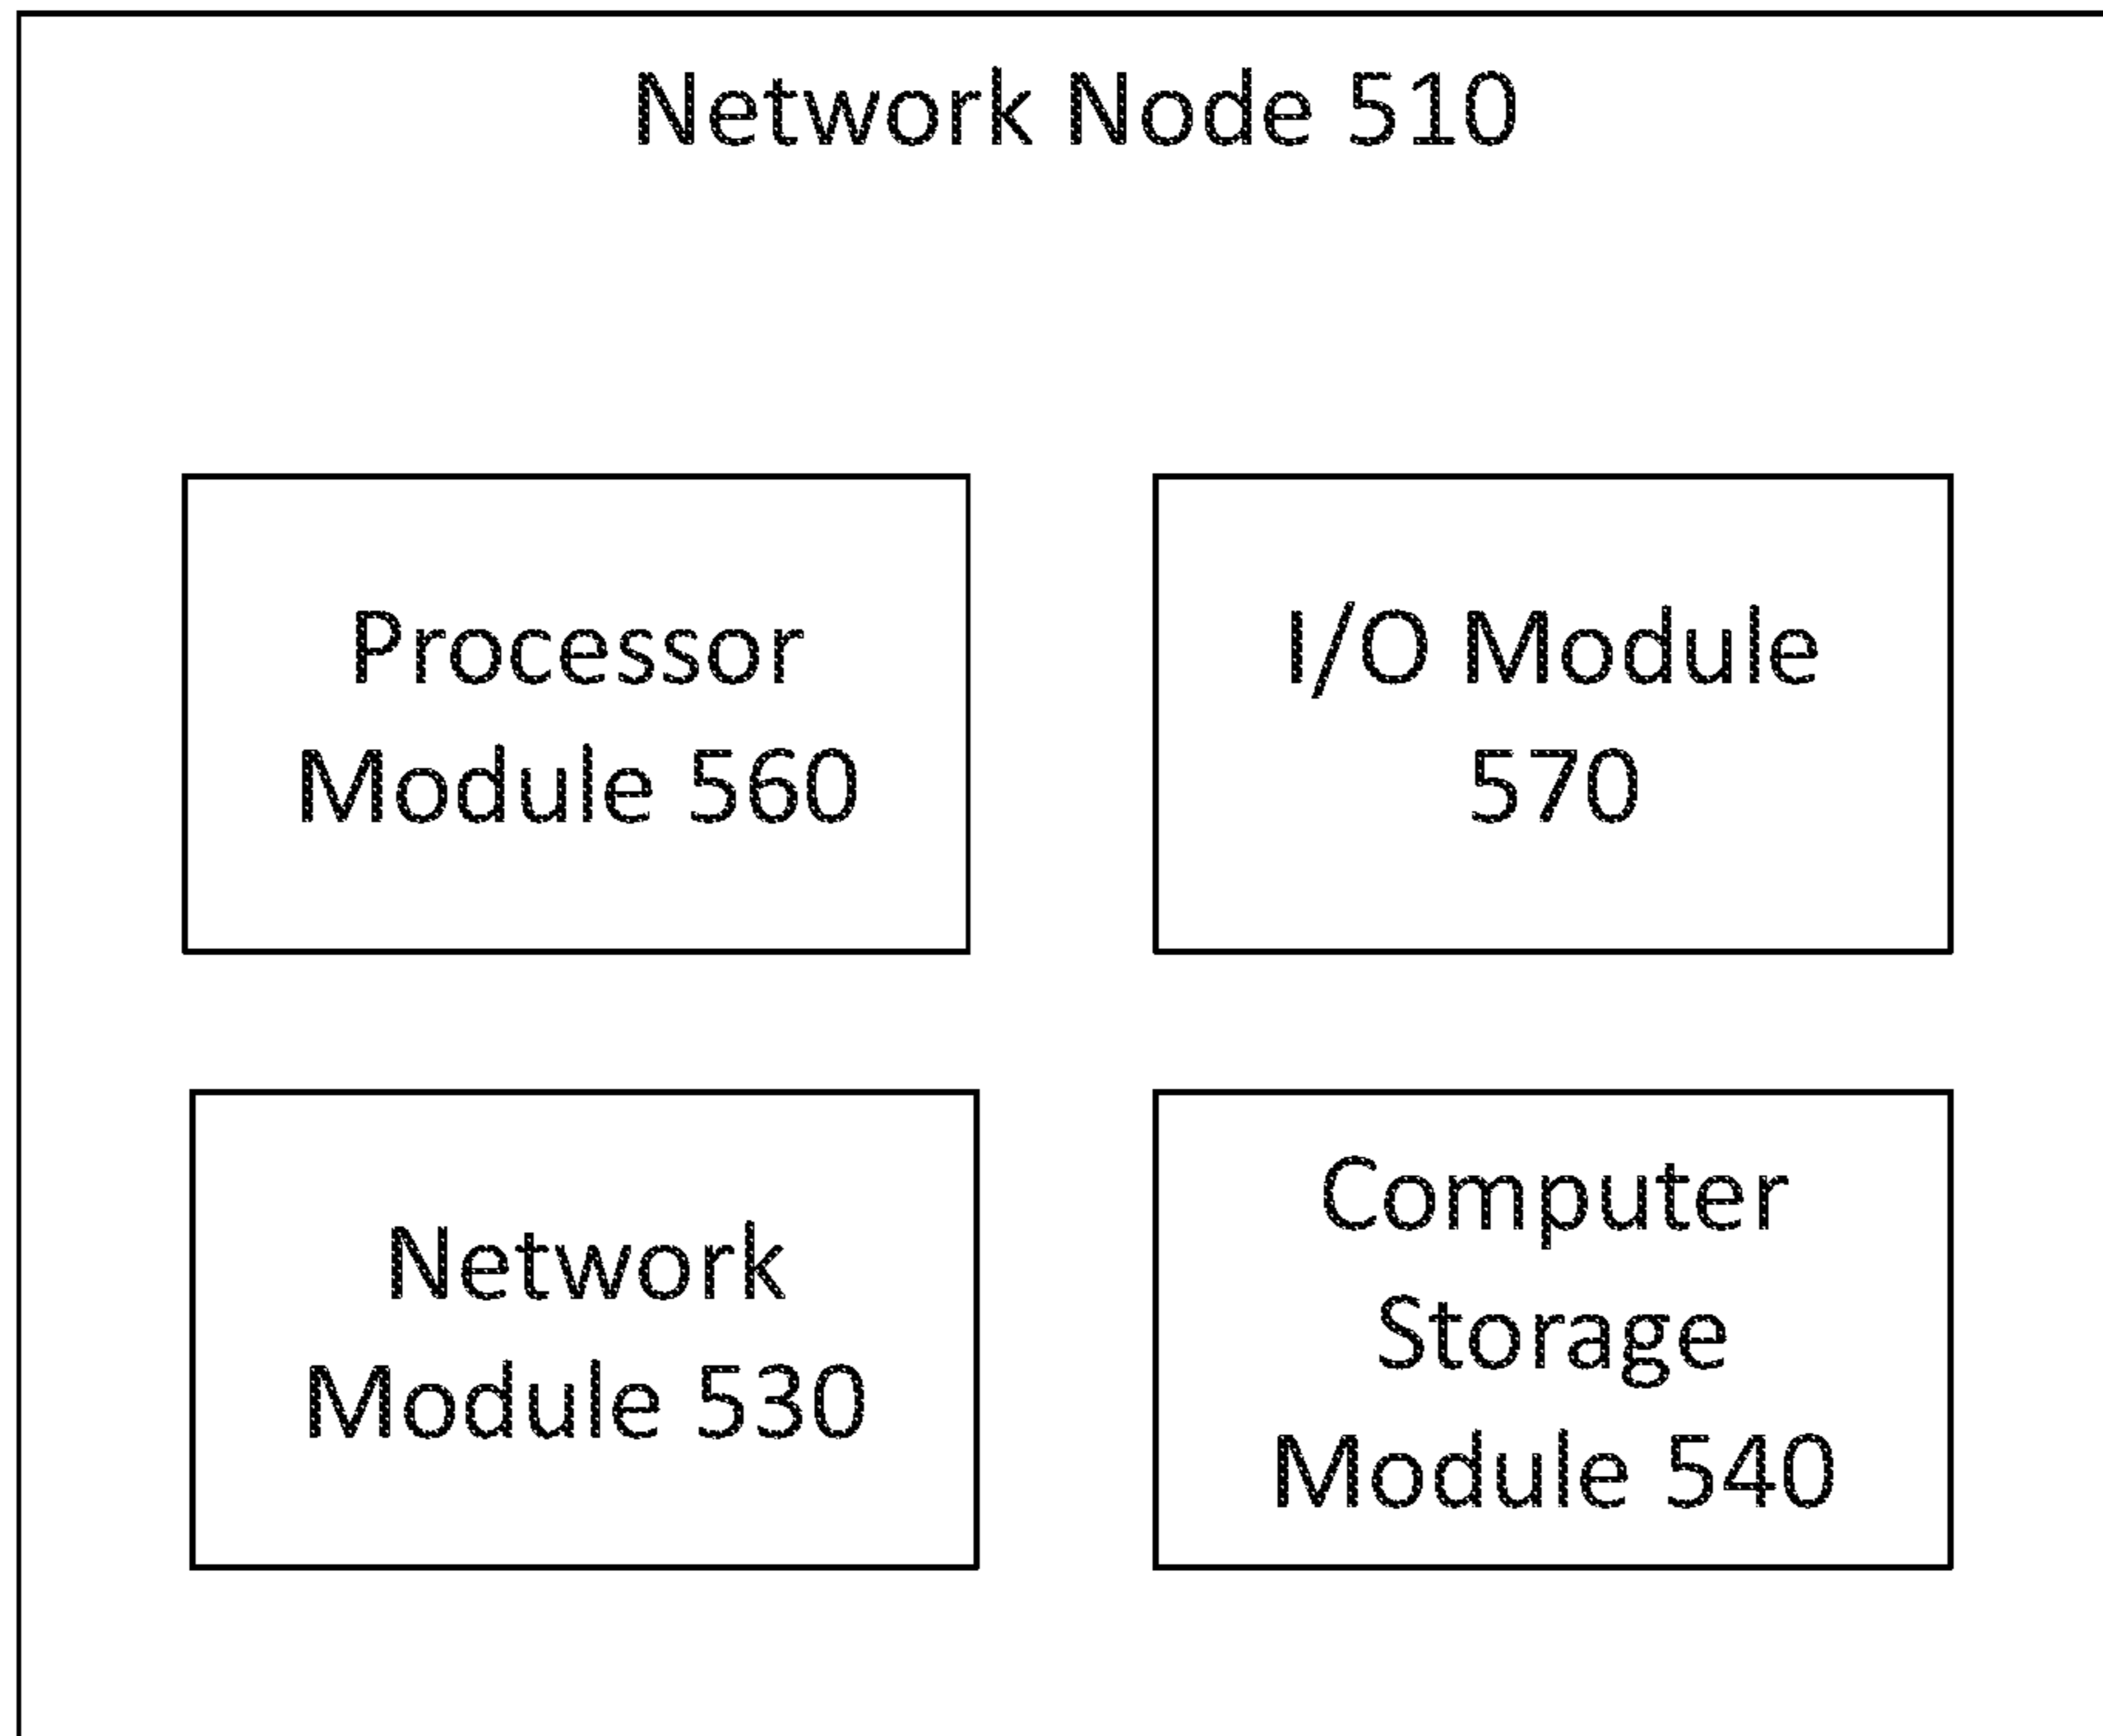 Network Node 510
Processor
Module 560
I/O Module
570
Network
Module 530
Computer
Storage
Module 540